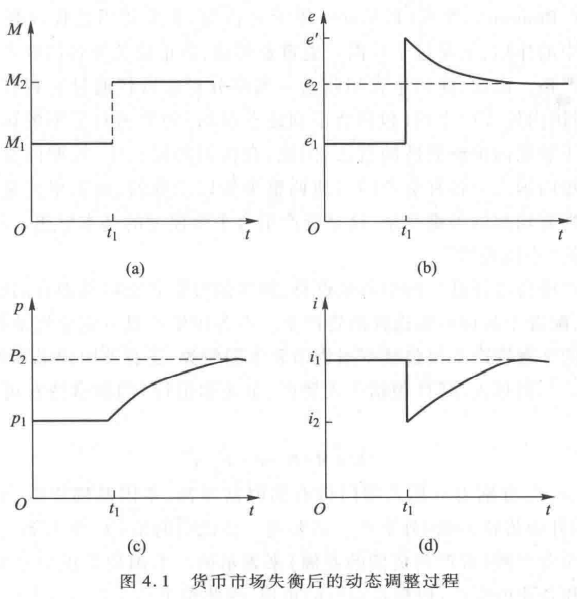 M
M₂
M₁
O
t₁
t
(a)
e
e′
e₂
e₁
O
t₁
t
(b)
p
P₂
p₁
O
t₁
t
(c)
i
i₁
i₂
O
t₁
t
(d)
图 4.1 货币市场失衡后的动态调整过程